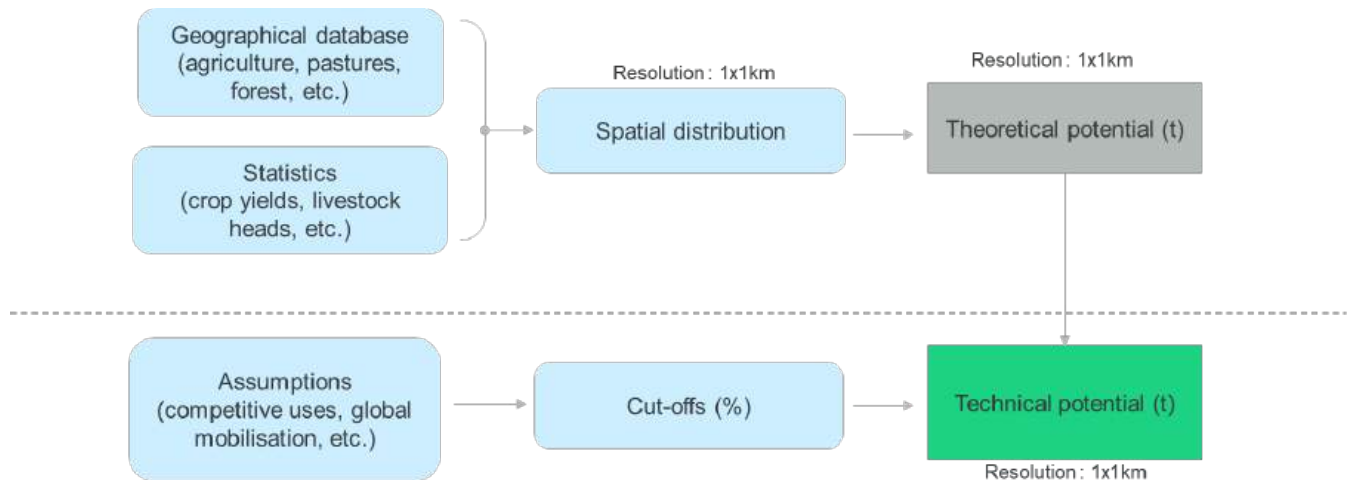 Geographical database
(agriculture, pastures,
forest, etc.)
Statistics
(crop yields, livestock
heads, etc.)
Resolution : 1x1km
Spatial distribution
Resolution : 1x1km
Theoretical potential (t)
Assumptions
(competitive uses, global
mobilisation, etc.)
Cut-offs (%)
Technical potential (t)
Resolution : 1x1km